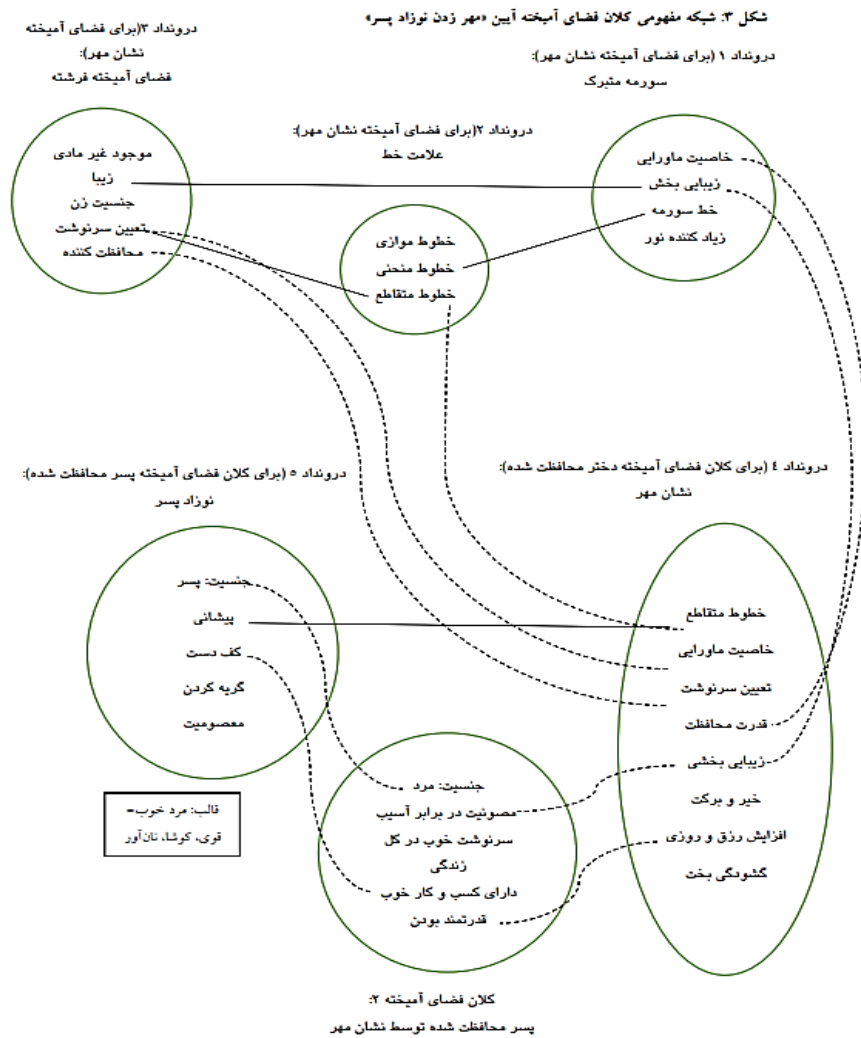 شکل ۳: شبکه مفهومی کلان فضای آمیخته آیین «مهر زدن نوزاد پسر»
درونداد ۱ (برای فضای آمیخته نشان مهر):
سورمه متبرک
خاصیت ماورایی
زیبایی بخش
خط سورمه
زیاد کننده نور
درونداد ۲(برای فضای آمیخته نشان مهر):
علامت خط
خطوط موازی
خطوط منحنی
خطوط متقاطع
درونداد ۳(برای فضای آمیخته
نشان مهر):
فضای آمیخته فرشته
موجود غیر مادی
زیبا
جنسیت زن
تعیین سرنوشت
محافظت کننده
درونداد ٤ (برای کلان فضای آمیخته دختر محافظت شده):
نشان مهر
خطوط متقاطع
خاصیت ماورایی
تعیین سرنوشت
قدرت محافظت
زیبایی بخشی
خیر و برکت
افزایش رزق و روزی
گشودگی بخت
درونداد ٥ (برای کلان فضای آمیخته پسر محافظت شده):
نوزاد پسر
جنسیت: پسر
پیشانی
کف دست
گریه کردن
معصومیت
قالب: مرد خوب=
قوی، کوشا، نان‌آور
جنسیت: مرد
مصونیت در برابر آسیب
سرنوشت خوب در کل
زندگی
دارای کسب و کار خوب
قدرتمند بودن
کلان فضای آمیخته ۲:
پسر محافظت شده توسط نشان مهر